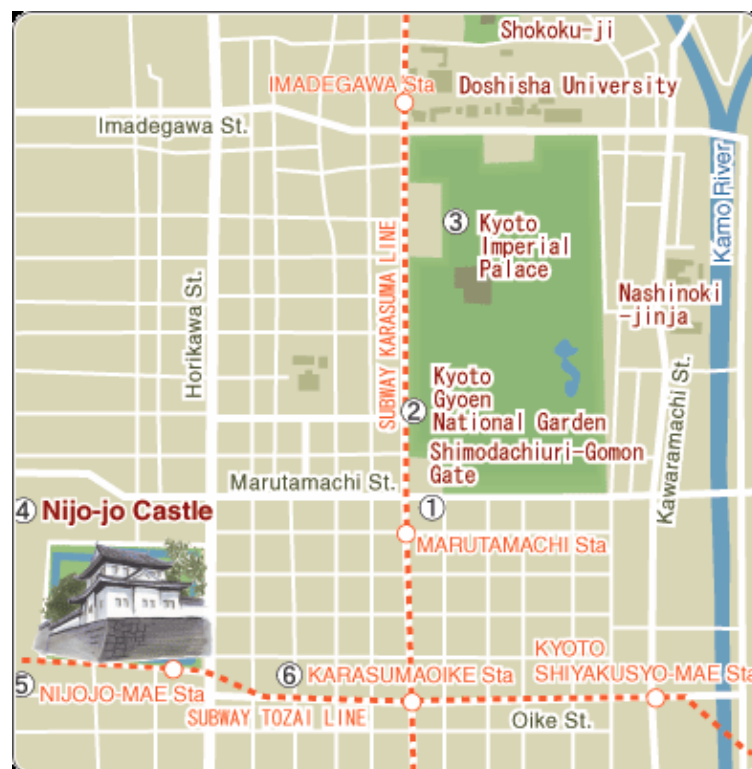 Shokoku-ji
IMADEGAWA Sta
Doshisha University
Imadegawa St.
Kamo River
③ Kyoto
Imperial
Palace
SUBWAY KARASUMA LINE
Horikawa St.
Nashinoki
-jinja
Kyoto
Gyoen
② National Garden
Shimodachiuri-Gomon
Gate
Kawaramachi St.
Marutamachi St.
①
④ Nijo-jo Castle
MARUTAMACHI Sta
KYOTO
SHIYAKUSYO-MAE Sta
⑥ KARASUMAOIKE Sta
⑤ NIJOJO-MAE Sta
SUBWAY TOZAI LINE
Oike St.